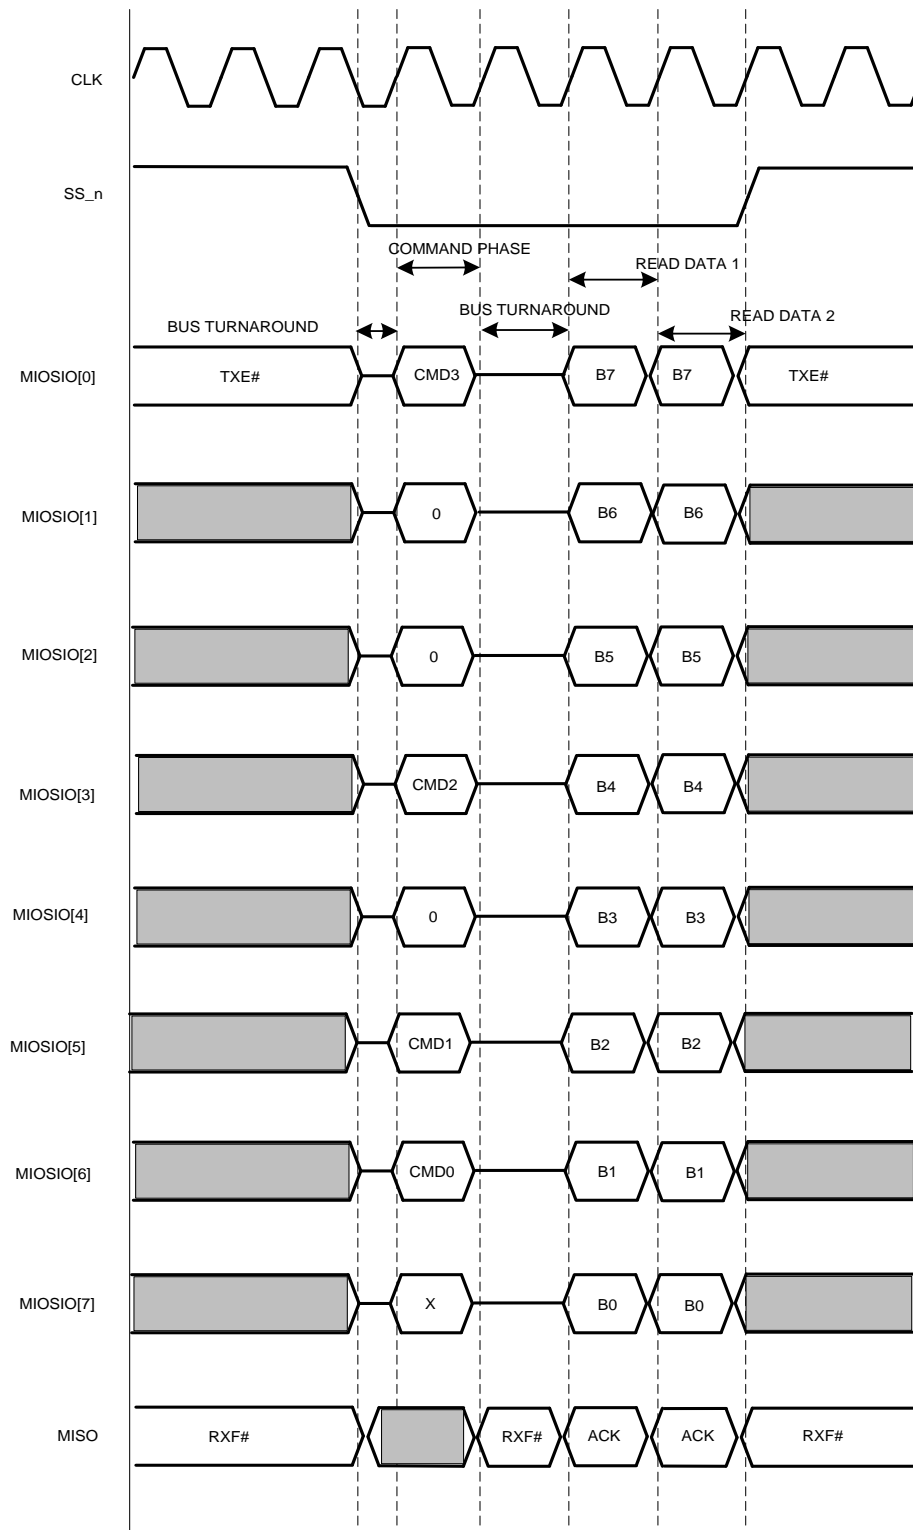 CLK
SS_n
COMMAND PHASE
READ DATA 1
BUS TURNAROUND
READ DATA 2
BUS TURNAROUND
MIOSIO[0] TXE# CMD3 B7 B7 TXE#
MIOSIO[1] 0 B6 B6
MIOSIO[2] 0 B5 B5
MIOSIO[3] CMD2 B4 B4
MIOSIO[4] 0 B3 B3
MIOSIO[5] CMD1 B2 B2
MIOSIO[6] CMD0 B1 B1
MIOSIO[7] X B0 B0
MISO RXF# RXF# ACK ACK RXF#